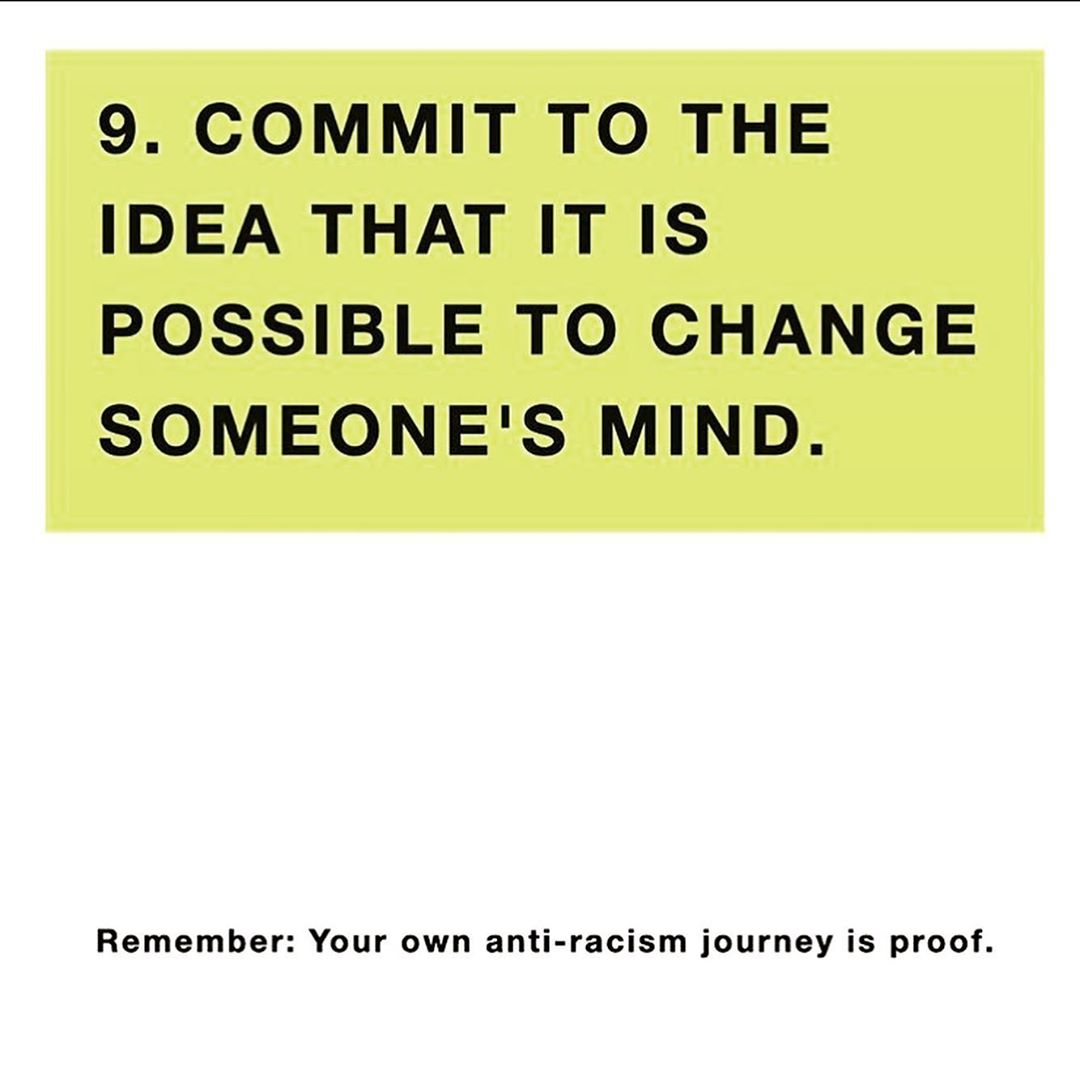 9. COMMIT TO THE
IDEA THAT IT IS
POSSIBLE TO CHANGE
SOMEONE'S MIND.
Remember: Your own anti-racism journey is proof.